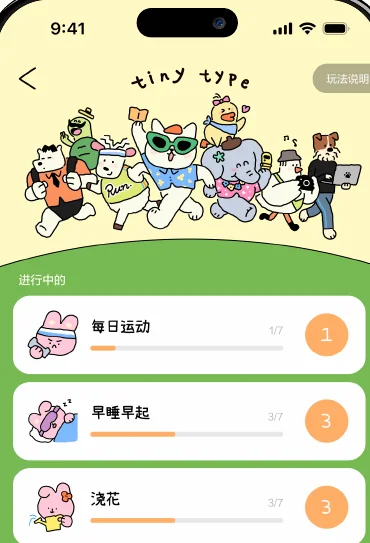 9:41
tiny type
玩法说明
Run
进行中的
每日运动
1/7
1
z z
早睡早起
3/7
3
浇花
3/7
3